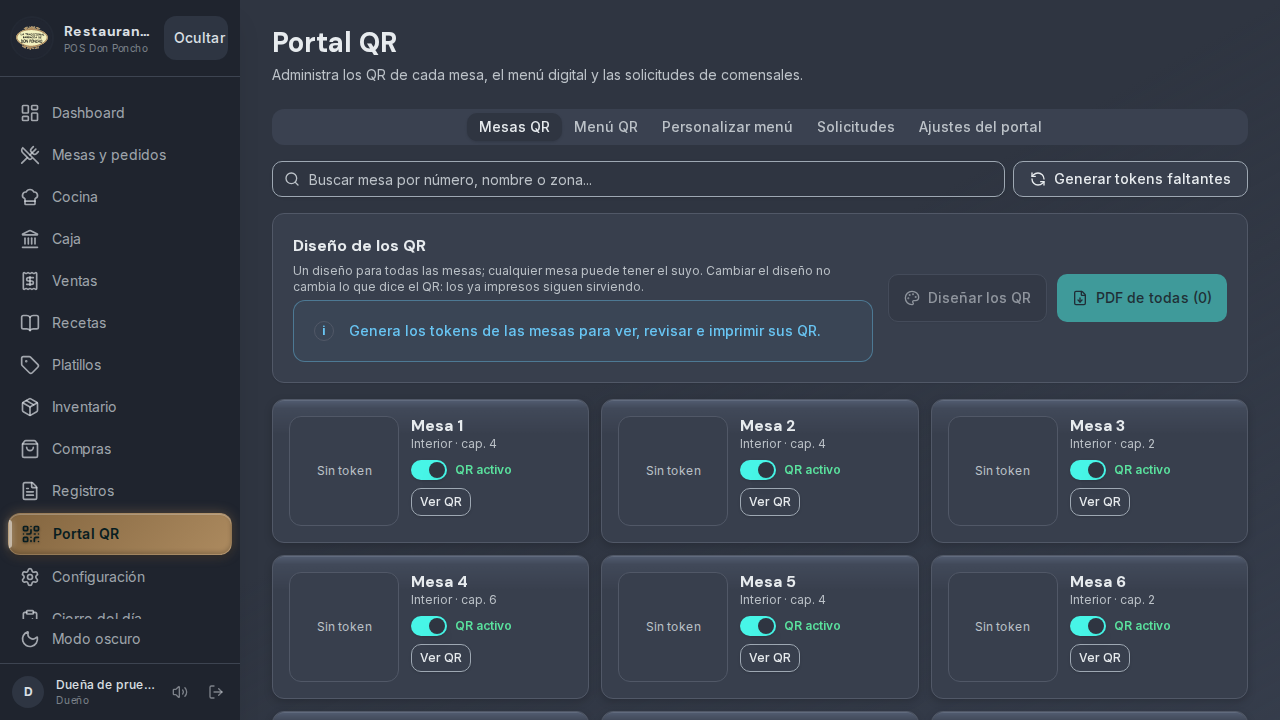 Restauran...
POS Don Poncho
Ocultar
Dashboard
Mesas y pedidos
Cocina
Caja
Ventas
Recetas
Platillos
Inventario
Compras
Registros
Portal QR
Configuración
Cierre del día
Modo oscuro
D
Dueña de prue...
Dueño
Portal QR
Administra los QR de cada mesa, el menú digital y las solicitudes de comensales.
Mesas QR
Menú QR
Personalizar menú
Solicitudes
Ajustes del portal
Buscar mesa por número, nombre o zona...
Generar tokens faltantes
Diseño de los QR
Un diseño para todas las mesas; cualquier mesa puede tener el suyo. Cambiar el diseño no
cambia lo que dice el QR: los ya impresos siguen sirviendo.
Genera los tokens de las mesas para ver, revisar e imprimir sus QR.
Diseñar los QR
PDF de todas (0)
Sin token
Mesa 1
Interior · cap. 4
QR activo
Ver QR
Sin token
Mesa 2
Interior · cap. 4
QR activo
Ver QR
Sin token
Mesa 3
Interior · cap. 2
QR activo
Ver QR
Sin token
Mesa 4
Interior · cap. 6
QR activo
Ver QR
Sin token
Mesa 5
Interior · cap. 4
QR activo
Ver QR
Sin token
Mesa 6
Interior · cap. 2
QR activo
Ver QR